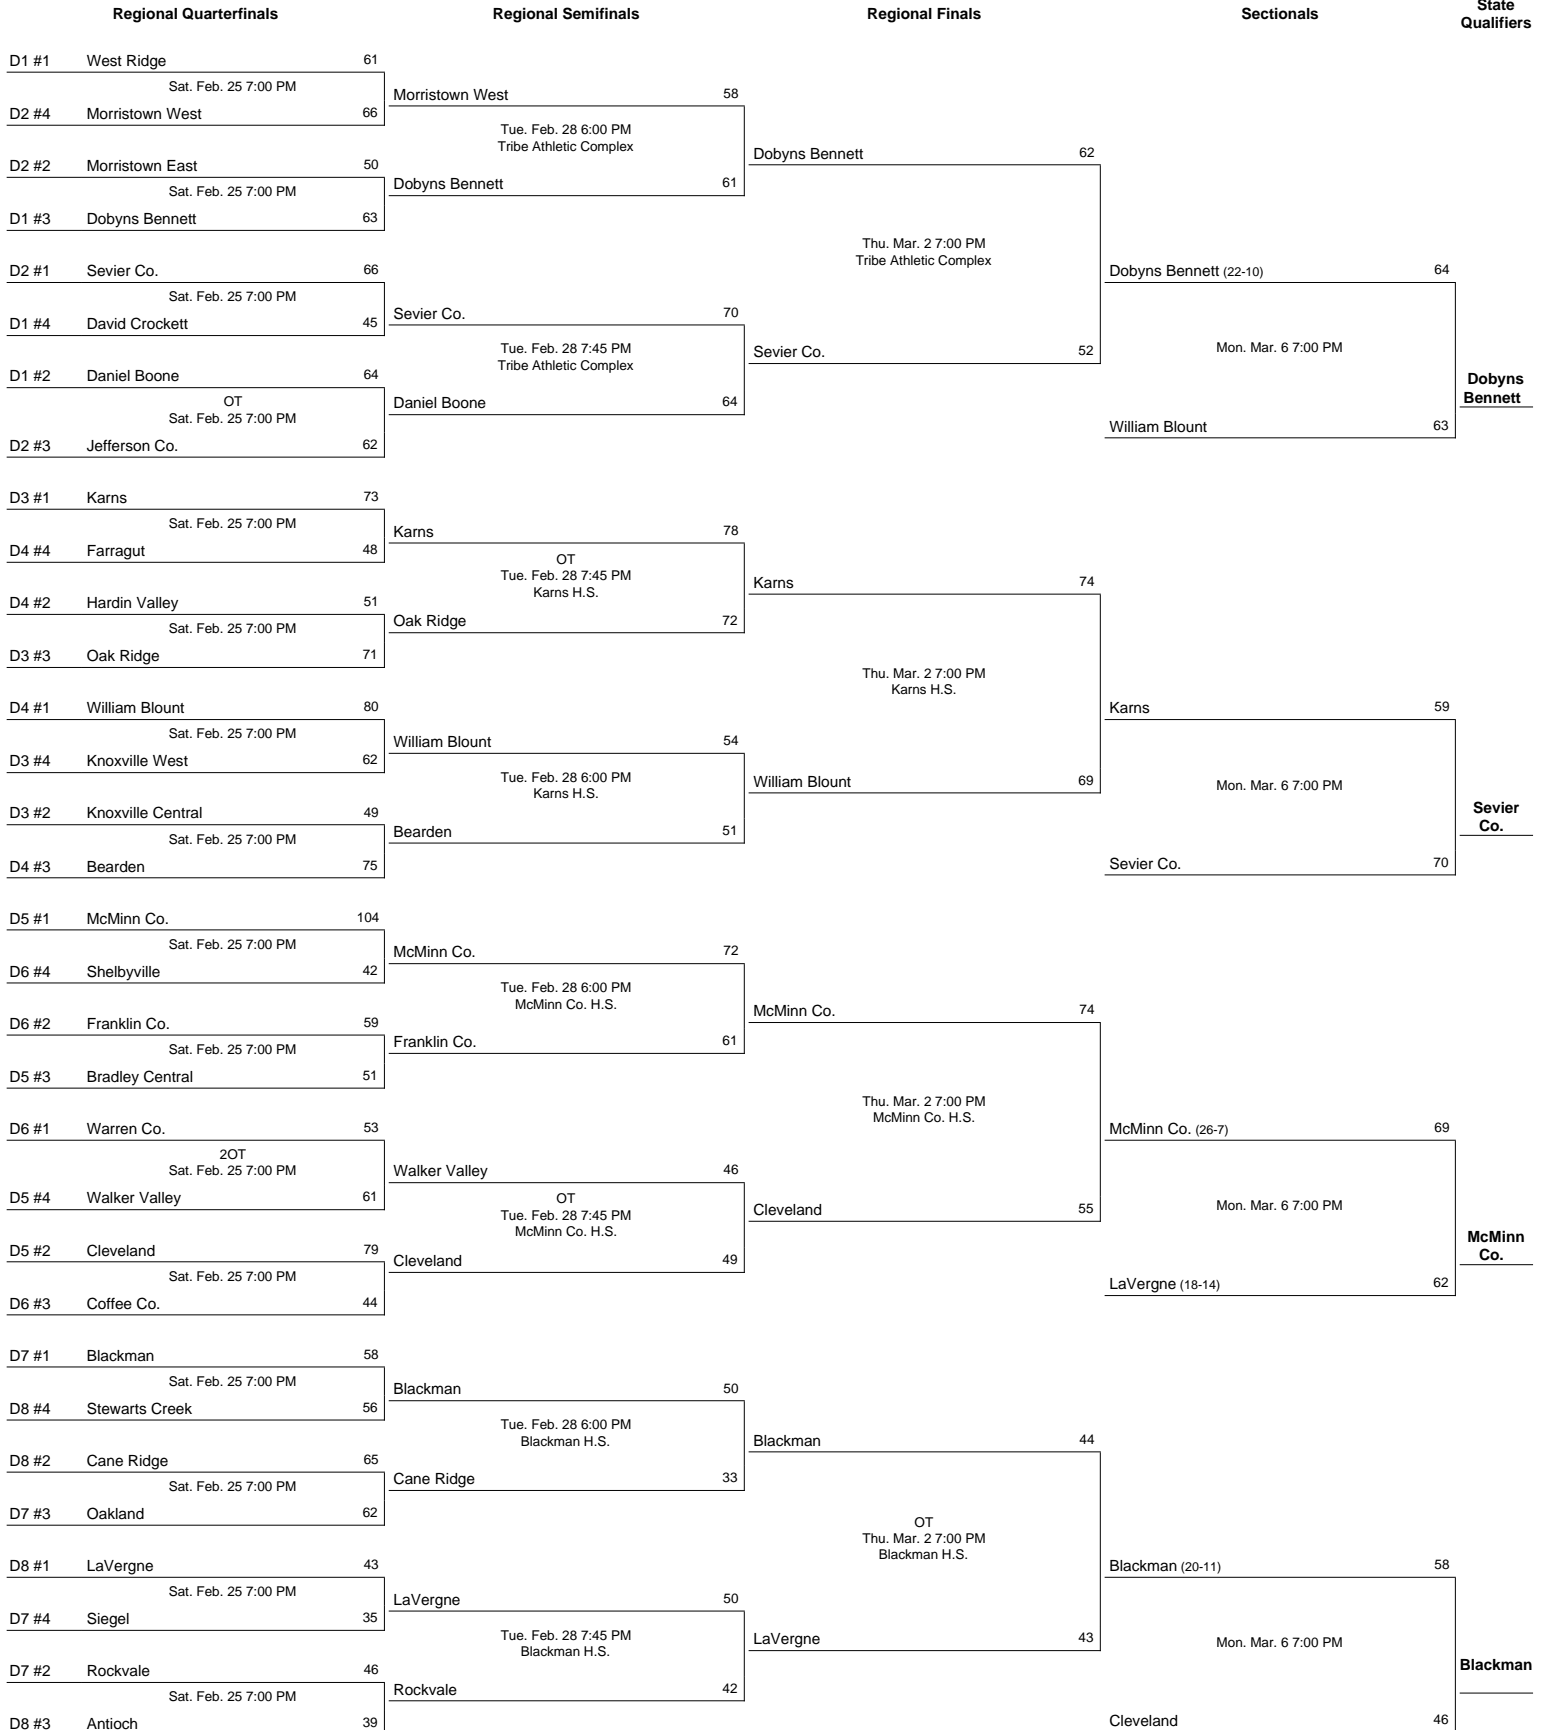 Regional Quarterfinals
Regional Semifinals
Regional Finals
Sectionals
State
Qualifiers
D1 #1 West Ridge 61
Sat. Feb. 25 7:00 PM
D2 #4 Morristown West 66
D2 #2 Morristown East 50
Sat. Feb. 25 7:00 PM
D1 #3 Dobyns Bennett 63
D2 #1 Sevier Co. 66
Sat. Feb. 25 7:00 PM
D1 #4 David Crockett 45
D1 #2 Daniel Boone 64
OT
Sat. Feb. 25 7:00 PM
D2 #3 Jefferson Co. 62
D3 #1 Karns 73
Sat. Feb. 25 7:00 PM
D4 #4 Farragut 48
D4 #2 Hardin Valley 51
Sat. Feb. 25 7:00 PM
D3 #3 Oak Ridge 71
D4 #1 William Blount 80
Sat. Feb. 25 7:00 PM
D3 #4 Knoxville West 62
D3 #2 Knoxville Central 49
Sat. Feb. 25 7:00 PM
D4 #3 Bearden 75
D5 #1 McMinn Co. 104
Sat. Feb. 25 7:00 PM
D6 #4 Shelbyville 42
D6 #2 Franklin Co. 59
Sat. Feb. 25 7:00 PM
D5 #3 Bradley Central 51
D6 #1 Warren Co. 53
2OT
Sat. Feb. 25 7:00 PM
D5 #4 Walker Valley 61
D5 #2 Cleveland 79
Sat. Feb. 25 7:00 PM
D6 #3 Coffee Co. 44
D7 #1 Blackman 58
Sat. Feb. 25 7:00 PM
D8 #4 Stewarts Creek 56
D8 #2 Cane Ridge 65
Sat. Feb. 25 7:00 PM
D7 #3 Oakland 62
D8 #1 LaVergne 43
Sat. Feb. 25 7:00 PM
D7 #4 Siegel 35
D7 #2 Rockvale 46
Sat. Feb. 25 7:00 PM
D8 #3 Antioch 39
Morristown West 58
Tue. Feb. 28 6:00 PM
Tribe Athletic Complex
Dobyns Bennett 61
Sevier Co. 70
Tue. Feb. 28 7:45 PM
Tribe Athletic Complex
Daniel Boone 64
Karns 78
OT
Tue. Feb. 28 7:45 PM
Karns H.S.
Oak Ridge 72
William Blount 54
Tue. Feb. 28 6:00 PM
Karns H.S.
Bearden 51
McMinn Co. 72
Tue. Feb. 28 6:00 PM
McMinn Co. H.S.
Franklin Co. 61
Walker Valley 46
OT
Tue. Feb. 28 7:45 PM
McMinn Co. H.S.
Cleveland 49
Blackman 50
Tue. Feb. 28 6:00 PM
Blackman H.S.
Cane Ridge 33
LaVergne 50
Tue. Feb. 28 7:45 PM
Blackman H.S.
Rockvale 42
Dobyns Bennett 62
Thu. Mar. 2 7:00 PM
Tribe Athletic Complex
Sevier Co. 52
Karns 74
Thu. Mar. 2 7:00 PM
Karns H.S.
William Blount 69
McMinn Co. 74
Thu. Mar. 2 7:00 PM
McMinn Co. H.S.
Cleveland 55
Blackman 44
OT
Thu. Mar. 2 7:00 PM
Blackman H.S.
LaVergne 43
Dobyns Bennett (22-10) 64
Mon. Mar. 6 7:00 PM
William Blount 63
Karns 59
Mon. Mar. 6 7:00 PM
Sevier Co. 70
McMinn Co. (26-7) 69
Mon. Mar. 6 7:00 PM
LaVergne (18-14) 62
Blackman (20-11) 58
Mon. Mar. 6 7:00 PM
Cleveland 46
Dobyns
Bennett
Sevier
Co.
McMinn
Co.
Blackman